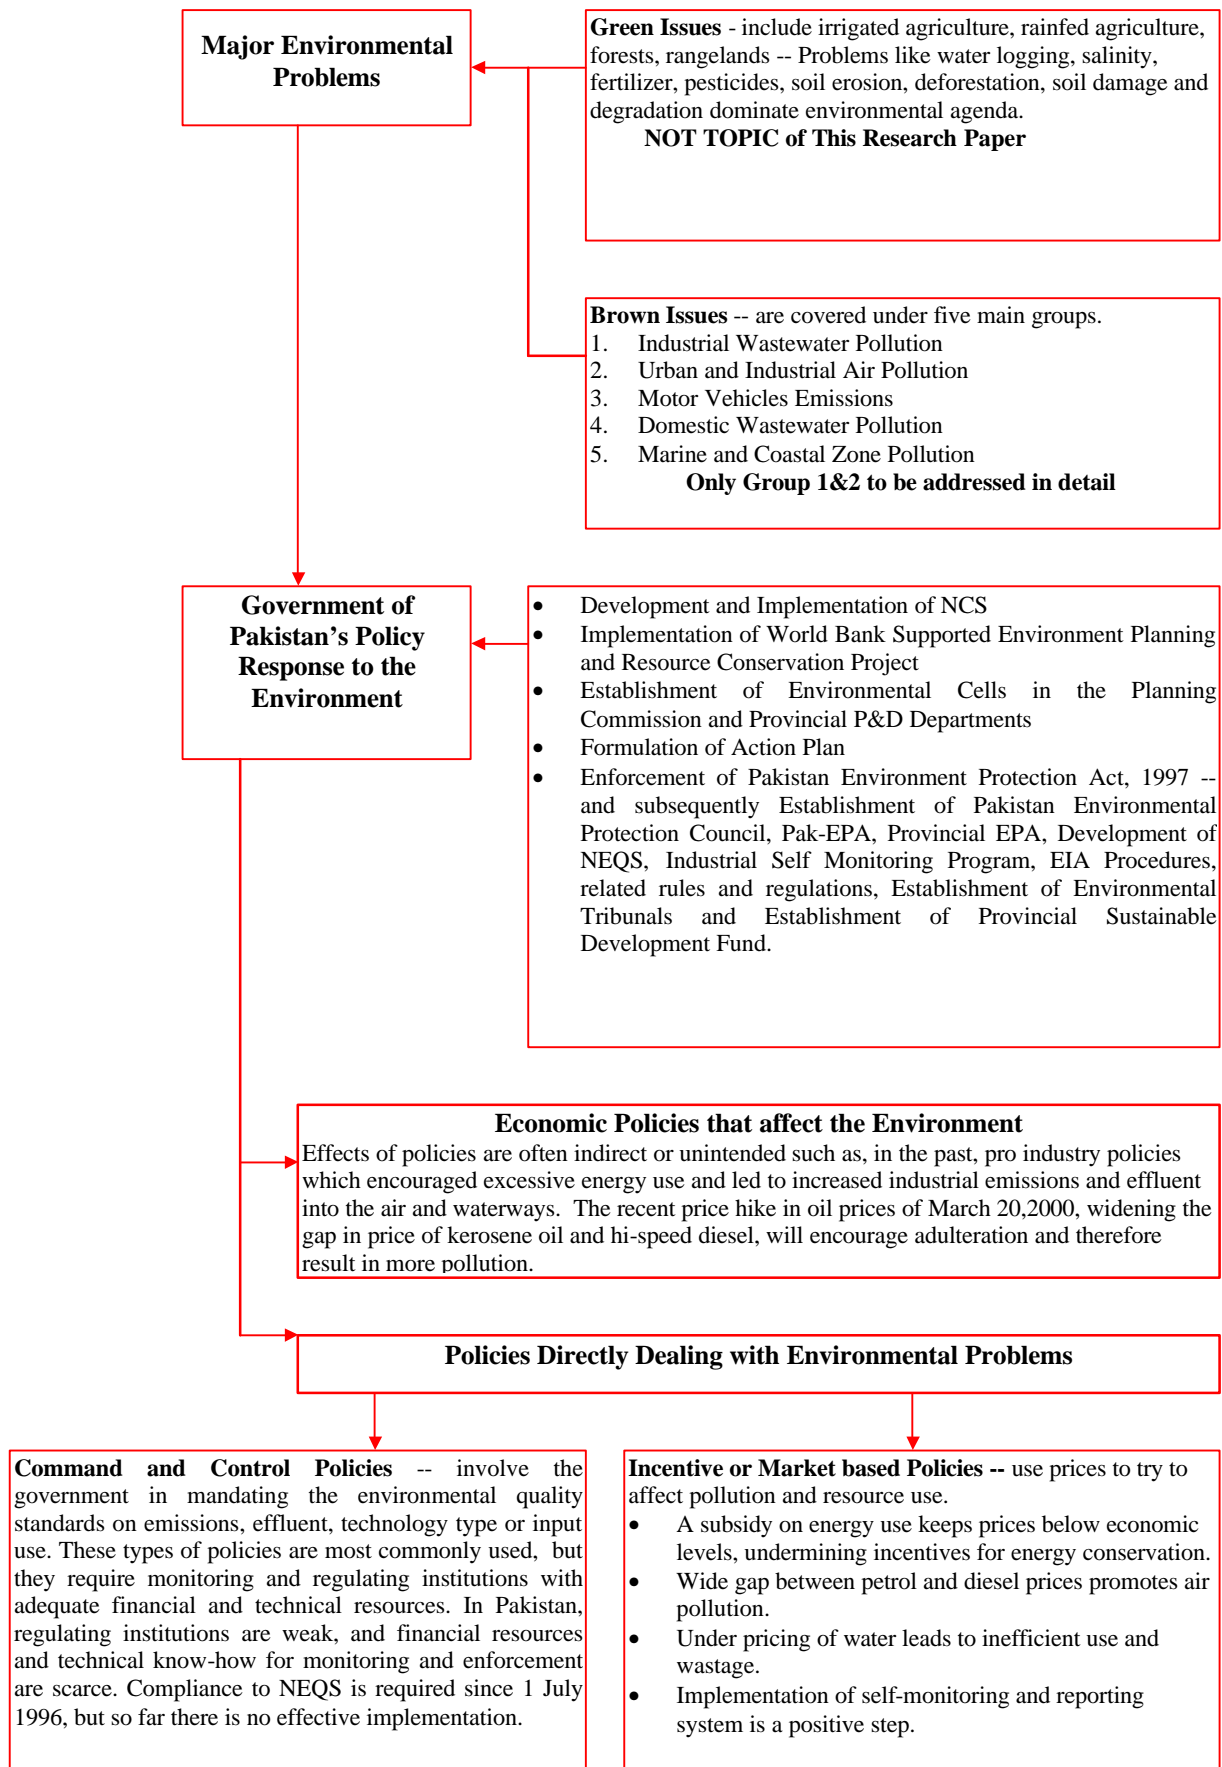 Major Environmental
Problems
Green Issues - include irrigated agriculture, rainfed agriculture,
forests, rangelands -- Problems like water logging, salinity,
fertilizer, pesticides, soil erosion, deforestation, soil damage and
degradation dominate environmental agenda.
NOT TOPIC of This Research Paper
Brown Issues -- are covered under five main groups.
1. Industrial Wastewater Pollution
2. Urban and Industrial Air Pollution
3. Motor Vehicles Emissions
4. Domestic Wastewater Pollution
5. Marine and Coastal Zone Pollution
Only Group 1&2 to be addressed in detail
Government of
Pakistan's Policy
Response to the
Environment
• Development and Implementation of NCS
• Implementation of World Bank Supported Environment Planning
and Resource Conservation Project
• Establishment of Environmental Cells in the Planning
Commission and Provincial P&D Departments
• Formulation of Action Plan
• Enforcement of Pakistan Environment Protection Act, 1997 --
and subsequently Establishment of Pakistan Environmental
Protection Council, Pak-EPA, Provincial EPA, Development of
NEQS, Industrial Self Monitoring Program, EIA Procedures,
related rules and regulations, Establishment of Environmental
Tribunals and Establishment of Provincial Sustainable
Development Fund.
Economic Policies that affect the Environment
Effects of policies are often indirect or unintended such as, in the past, pro industry policies
which encouraged excessive energy use and led to increased industrial emissions and effluent
into the air and waterways. The recent price hike in oil prices of March 20,2000, widening the
gap in price of kerosene oil and hi-speed diesel, will encourage adulteration and therefore
result in more pollution.
Policies Directly Dealing with Environmental Problems
Command and Control Policies -- involve the
government in mandating the environmental quality
standards on emissions, effluent, technology type or input
use. These types of policies are most commonly used, but
they require monitoring and regulating institutions with
adequate financial and technical resources. In Pakistan,
regulating institutions are weak, and financial resources
and technical know-how for monitoring and enforcement
are scarce. Compliance to NEQS is required since 1 July
1996, but so far there is no effective implementation.
Incentive or Market based Policies -- use prices to try to
affect pollution and resource use.
• A subsidy on energy use keeps prices below economic
levels, undermining incentives for energy conservation.
• Wide gap between petrol and diesel prices promotes air
pollution.
• Under pricing of water leads to inefficient use and
wastage.
• Implementation of self-monitoring and reporting
system is a positive step.